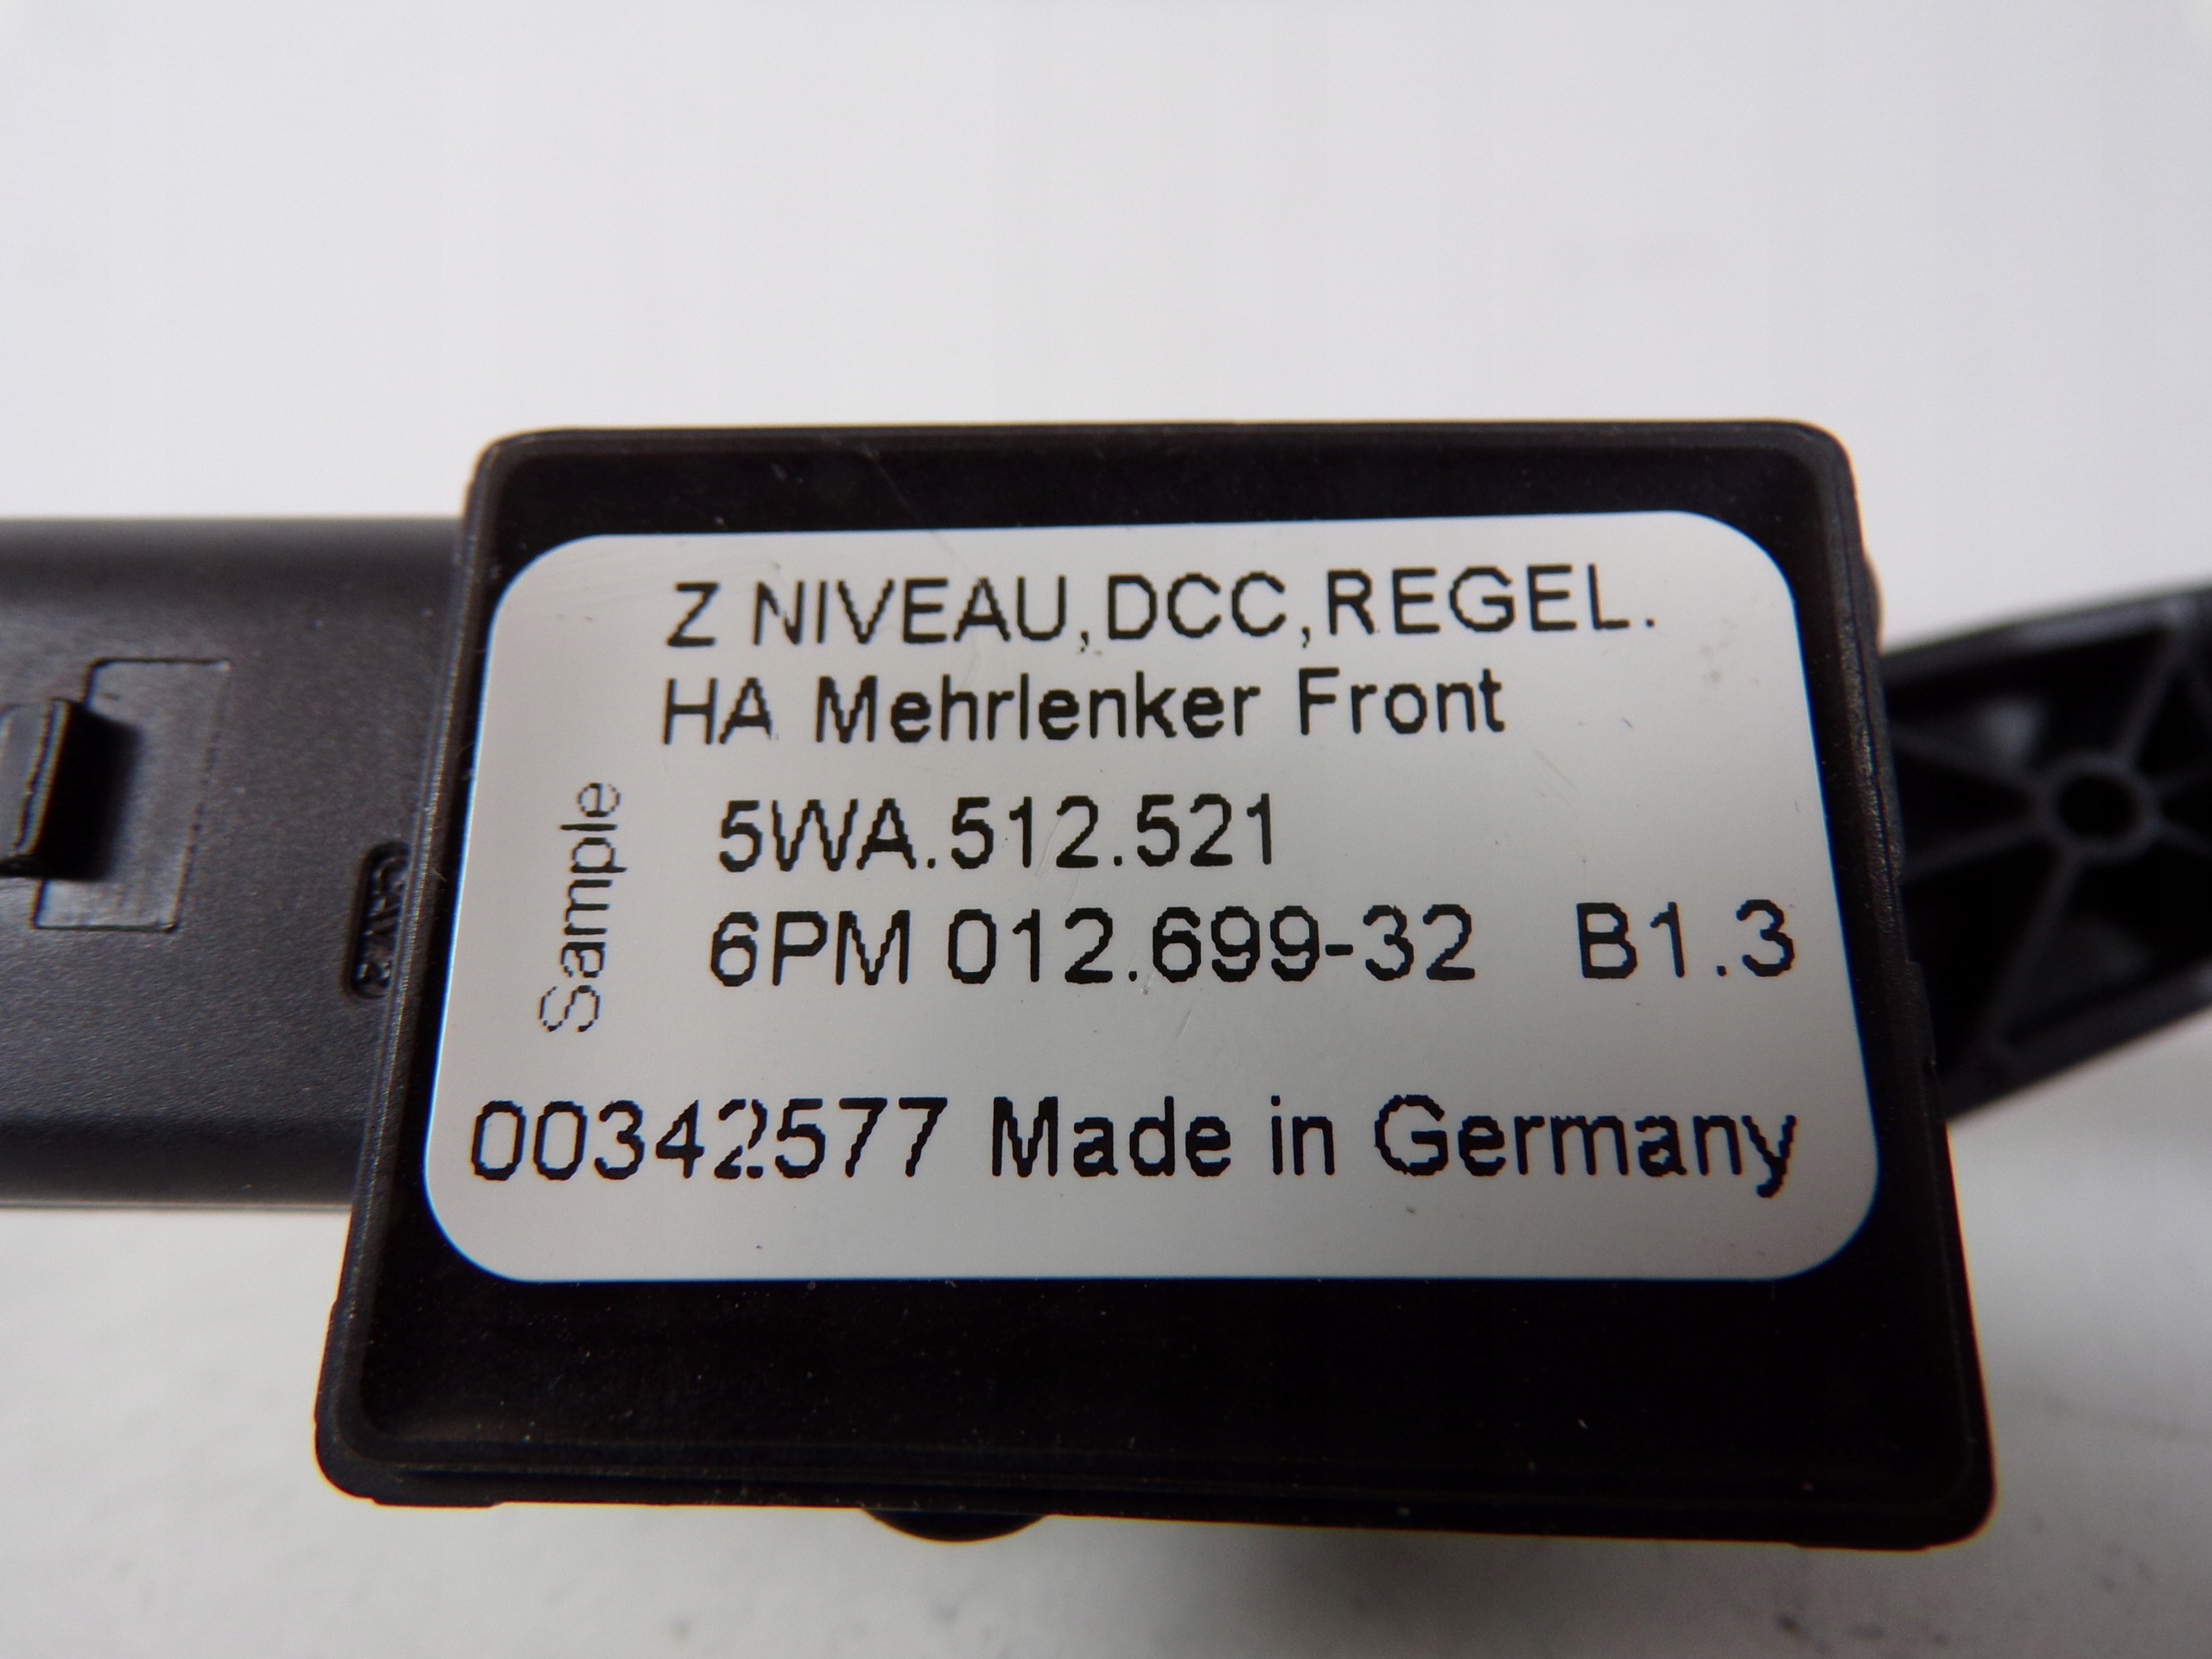 Z NIVEAU,DCC,REGEL.
HA Mehrlenker Front
Sample
5WA.512.521
6PM 012.699-32 B1.3
00342577 Made in Germany